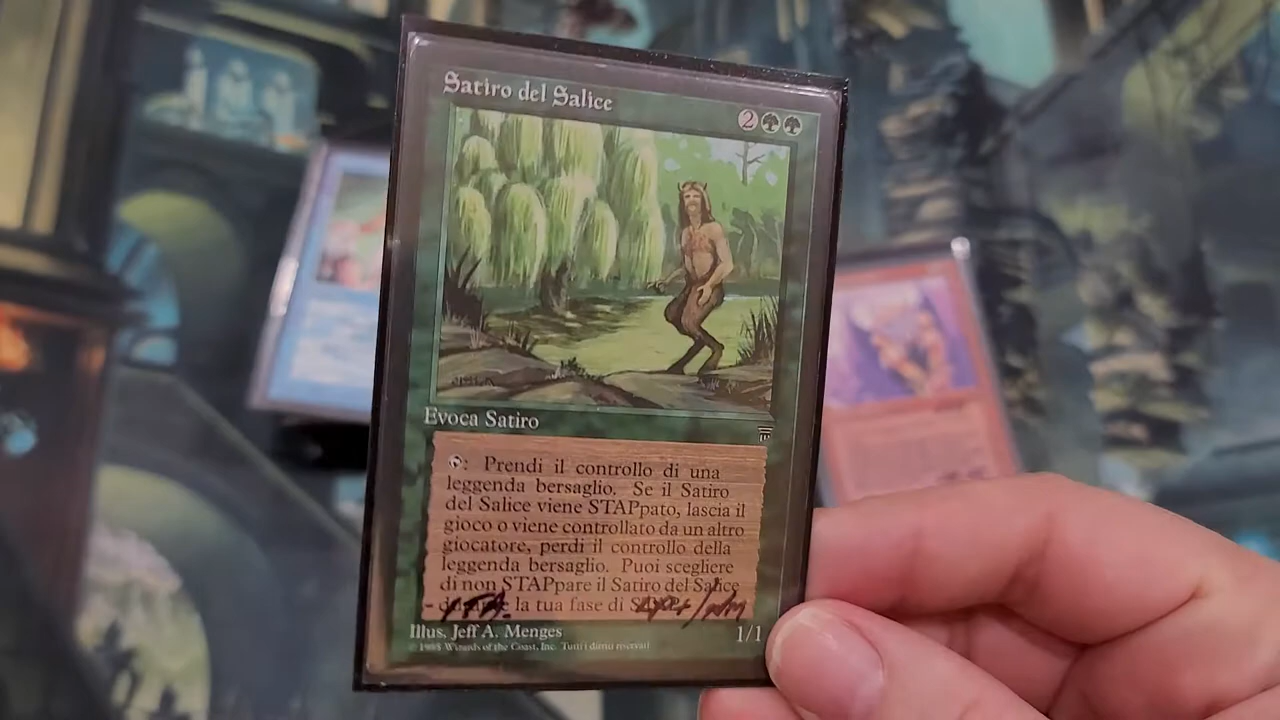 Satiro del Salice
2
Evoca Satiro
: Prendi il controllo di una
leggenda bersaglio. Se il Satiro
del Salice viene STAPpato, lascia il
gioco o viene controllato da un altro
giocatore, perdi il controllo della
leggenda bersaglio. Puoi scegliere
di non STAPpare il Satiro del Salice
la tua fase di
Illus. Jeff A. Menges
1/1
© 1995 Wizards of the Coast, Inc. Tutti i diritti riservati